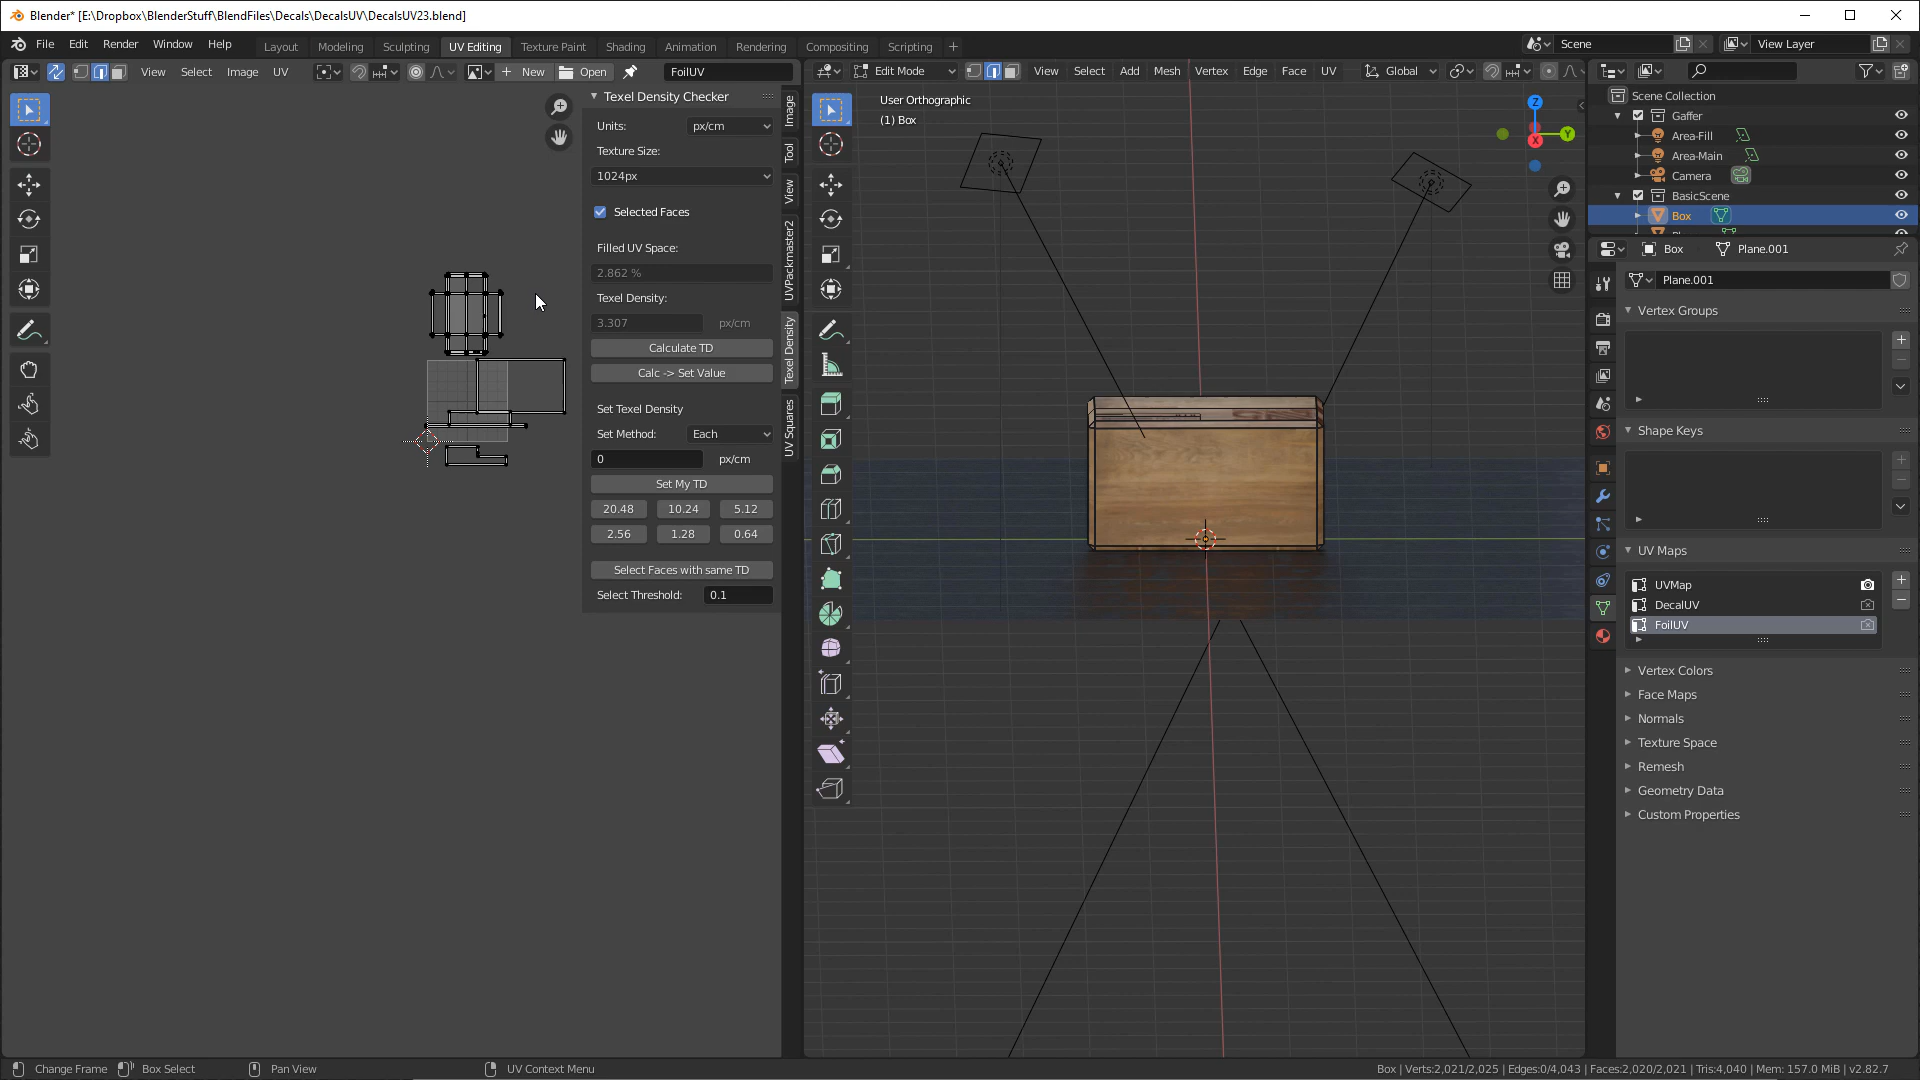 Blender* [E:\Dropbox\BlenderStuff\BlendFiles\Decals\DecalsUV\DecalsUV23.blend]
File Edit Render Window Help Layout Modeling Sculpting UV Editing Texture Paint Shading Animation Rendering Compositing Scripting + Scene View Layer
View Select Image UV New Open FoilUV
Edit Mode View Select Add Mesh Vertex Edge Face UV Global
Texel Density Checker
Units: px/cm
Texture Size:
1024px
Selected Faces
Filled UV Space:
2.862 %
Texel Density:
3.307 px/cm
Calculate TD
Calc -> Set Value
Set Texel Density
Set Method: Each
0 px/cm
Set My TD
20.48 10.24 5.12
2.56 1.28 0.64
Select Faces with same TD
Select Threshold: 0.1
Image
Tool
View
UVPackmaster2
Texel Density
UV Squares
User Orthographic
(1) Box
Z
Y
X
Scene Collection
Gaffer
Area-Fill
Area-Main
Camera
BasicScene
Box
Box Plane.001
Plane.001
Vertex Groups
Shape Keys
UV Maps
UVMap
DecalUV
FoilUV
Vertex Colors
Face Maps
Normals
Texture Space
Remesh
Geometry Data
Custom Properties
Change Frame Box Select Pan View UV Context Menu
Box | Verts:2,021/2,025 | Edges:0/4,043 | Faces:2,020/2,021 | Tris:4,040 | Mem: 157.0 MiB | v2.82.7